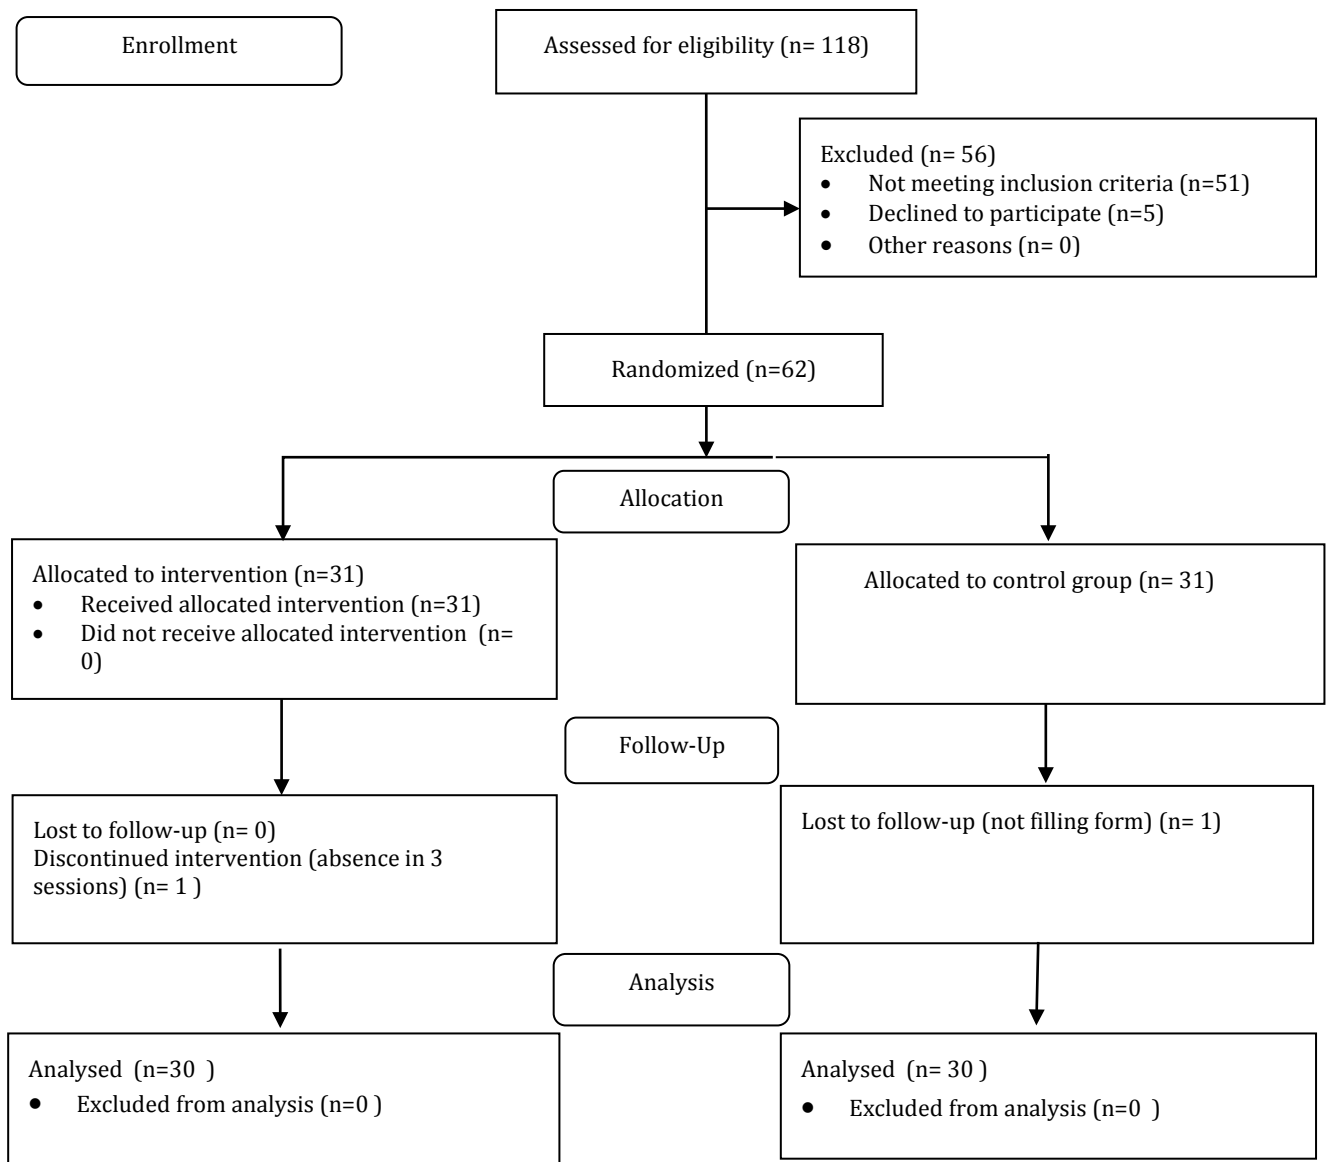 Enrollment
Assessed for eligibility (n= 118)
Excluded (n= 56)
• Not meeting inclusion criteria (n=51)
• Declined to participate (n=5)
• Other reasons (n= 0)
Randomized (n=62)
Allocation
Allocated to intervention (n=31)
• Received allocated intervention (n=31)
• Did not receive allocated intervention (n=
0)
Allocated to control group (n= 31)
Follow-Up
Lost to follow-up (n= 0)
Discontinued intervention (absence in 3
sessions) (n= 1 )
Lost to follow-up (not filling form) (n= 1)
Analysis
Analysed (n=30 )
• Excluded from analysis (n=0 )
Analysed (n= 30 )
• Excluded from analysis (n=0 )